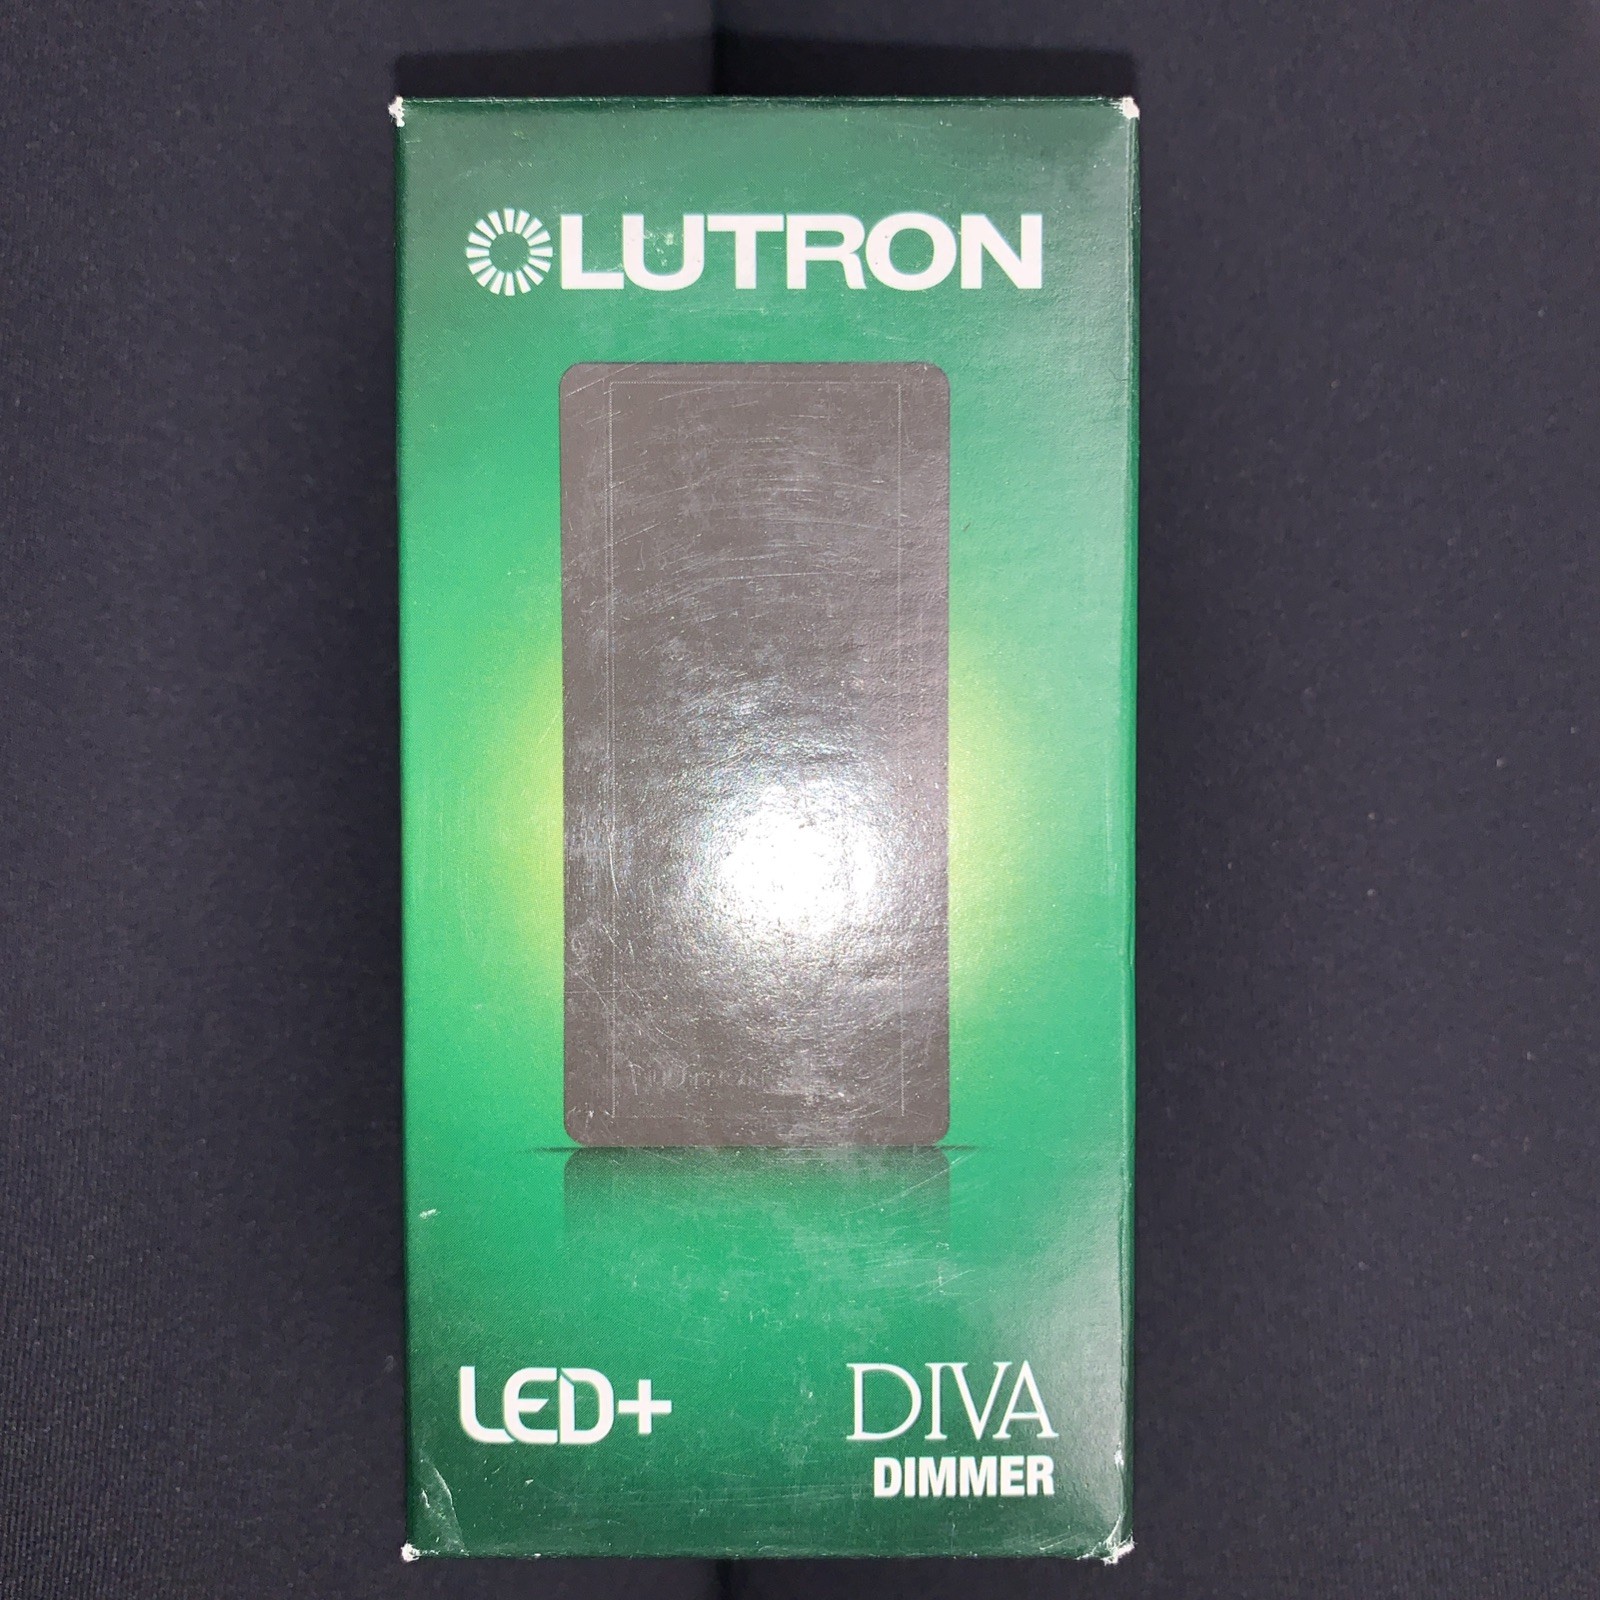 LUTRON
LED+
DIVA
DIMMER